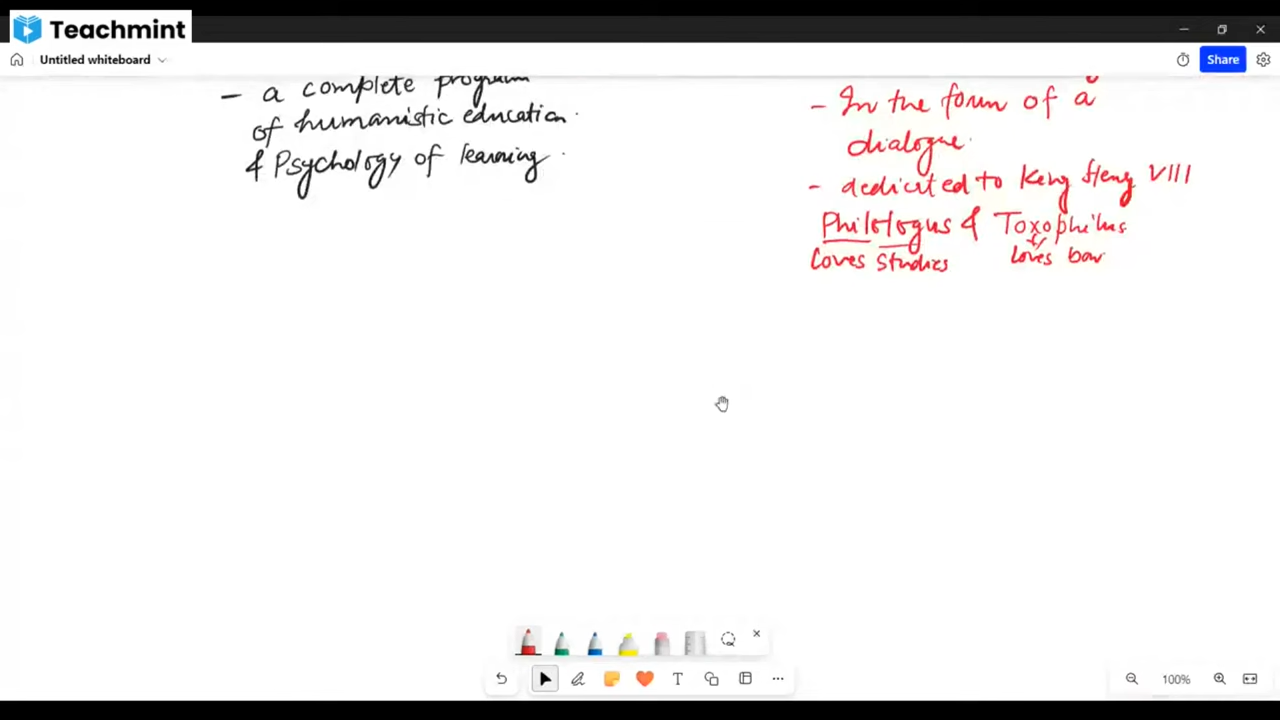 Teachmint
Untitled whiteboard
Share
- a complete program
of humanistic education.
& Psychology of learning.
- In the form of a
dialogue.
- dedicated to King Henry VIII
Philologus & Toxophilus
Loves Studies Loves bow
T
100%